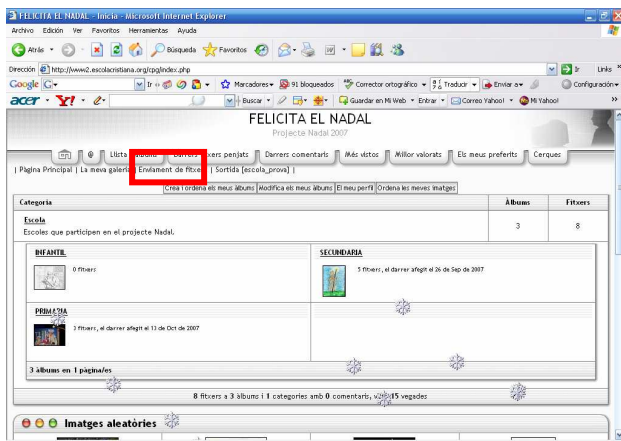 FELICITA EL NADAL - Inicia - Microsoft Internet Explorer
Archivo Edición Ver Favoritos Herramientas Ayuda
Atrás Búsqueda Favoritos
Dirección http://www2.escolacristiana.org/cpg/index.php Ir Links »
Google Ir Marcadores 91 bloqueados Corrector ortográfico Traducir Enviar a Configuración
acer Y! Buscar Guardar en Mi Web Entrar Correo Yahoo! Mi Yahoo! »
FELICITA EL NADAL
Projecte Nadal 2007
@ Llista Darrers penjats Darrers comentaris Més vistos Millor valorats Els meus preferits Cerques
| Pàgina Principal | La meva galeria | Enviament de fitxers | Sortida [escola_prova] |
Crea i ordena els meus àlbums Modifica els meus àlbums El meu perfil Ordena les meves imatges
Categoria Àlbums Fitxers
Escola 3 8
Escoles que participen en el projecte Nadal.
INFANTIL SECUNDARIA
0 fitxers 5 fitxers, el darrer afegit el 26 de Sep de 2007
PRIMARIA
3 fitxers, el darrer afegit el 13 de Oct de 2007
3 àlbums en 1 pàgina/es
8 fitxers a 3 àlbums i 1 categories amb 0 comentaris, 15 vegades
Imatges aleatòries